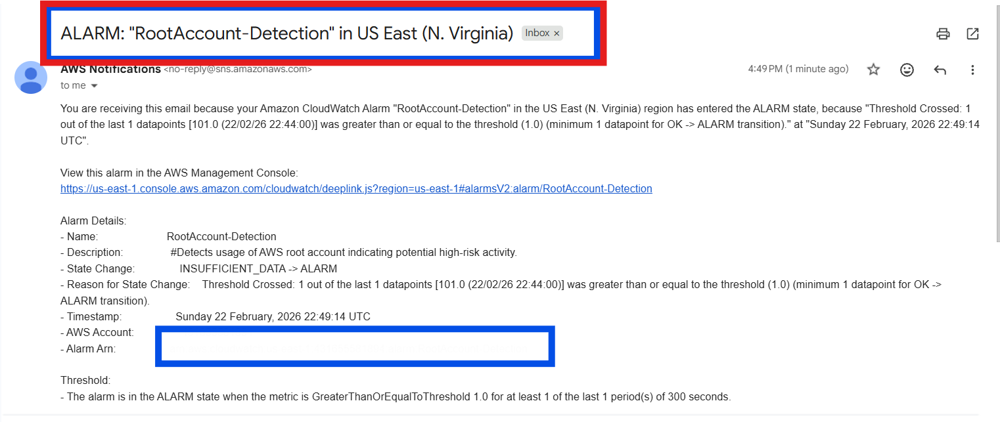 ALARM: "RootAccount-Detection" in US East (N. Virginia) Inbox ×
AWS Notifications <no-reply@sns.amazonaws.com> 4:49 PM (1 minute ago)
to me
You are receiving this email because your Amazon CloudWatch Alarm "RootAccount-Detection" in the US East (N. Virginia) region has entered the ALARM state, because "Threshold Crossed: 1
out of the last 1 datapoints [101.0 (22/02/26 22:44:00)] was greater than or equal to the threshold (1.0) (minimum 1 datapoint for OK -> ALARM transition)." at "Sunday 22 February, 2026 22:49:14
UTC".
View this alarm in the AWS Management Console:
https://us-east-1.console.aws.amazon.com/cloudwatch/deeplink.js?region=us-east-1#alarmsV2:alarm/RootAccount-Detection
Alarm Details:
- Name: RootAccount-Detection
- Description: #Detects usage of AWS root account indicating potential high-risk activity.
- State Change: INSUFFICIENT_DATA -> ALARM
- Reason for State Change: Threshold Crossed: 1 out of the last 1 datapoints [101.0 (22/02/26 22:44:00)] was greater than or equal to the threshold (1.0) (minimum 1 datapoint for OK ->
ALARM transition).
- Timestamp: Sunday 22 February, 2026 22:49:14 UTC
- AWS Account:
- Alarm Arn:
Threshold:
- The alarm is in the ALARM state when the metric is GreaterThanOrEqualToThreshold 1.0 for at least 1 of the last 1 period(s) of 300 seconds.